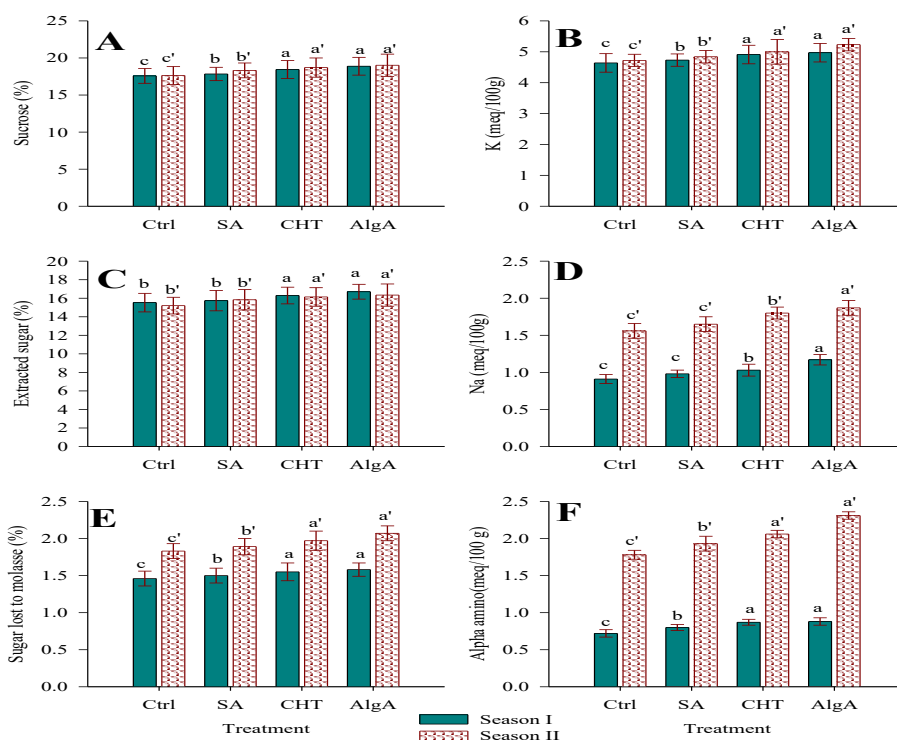 A
Sucrose (%)
25
20
15
10
5
0
c c' b b' a a' a a'
Ctrl SA CHT AlgA
B
K (meq/100g)
6
5
4
3
2
1
0
c c' b b' a a' a a'
Ctrl SA CHT AlgA
C
Extracted sugar (%)
20
18
16
14
12
10
8
6
4
2
0
b b' b b' a a' a a'
Ctrl SA CHT AlgA
D
Na (meq/100g)
2.5
2.0
1.5
1.0
0.5
0.0
c c' c c' b b' a a'
Ctrl SA CHT AlgA
E
Sugar lost to molasse (%)
2.5
2.0
1.5
1.0
0.5
0.0
c c' b b' a a' a a'
Ctrl SA CHT AlgA
Treatment
F
Alpha amino(meq/100 g)
2.5
2.0
1.5
1.0
0.5
0.0
c c' b b' a a' a a'
Ctrl SA CHT AlgA
Treatment
Season I
Season II